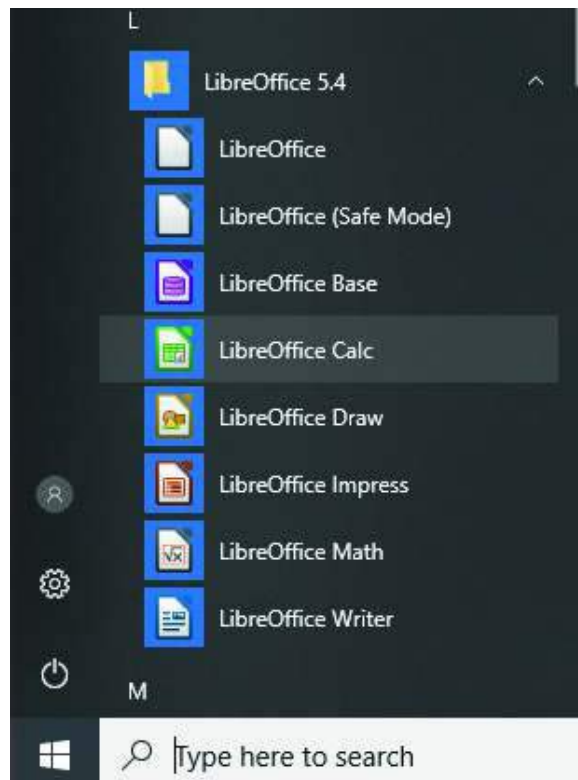 L
LibreOffice 5.4
LibreOffice
LibreOffice (Safe Mode)
LibreOffice Base
LibreOffice Calc
LibreOffice Draw
LibreOffice Impress
LibreOffice Math
LibreOffice Writer
M
Type here to search